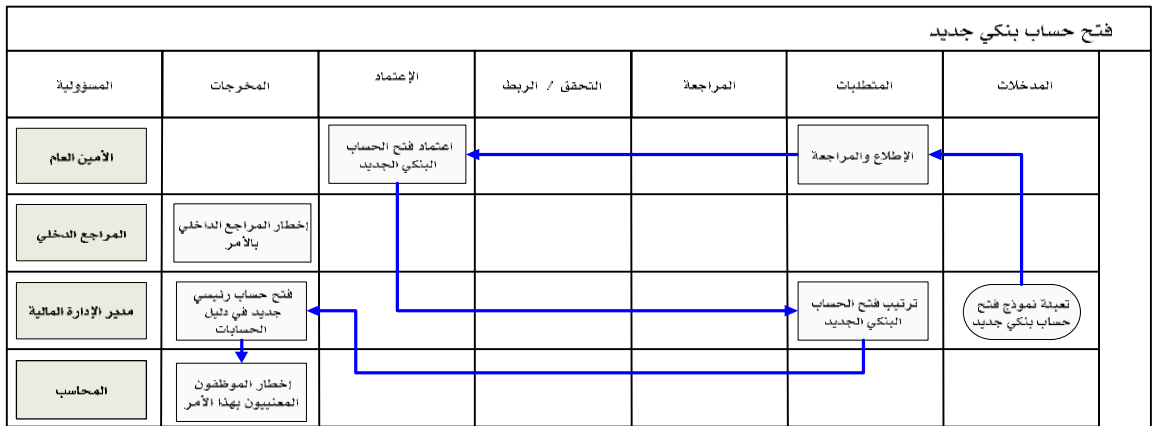 فتح حساب بنكي جديد
المدخلات
المتطلبات
المراجعة
التحقق / الربط
الإعتماد
المخرجات
المسؤولية
الإطلاع والمراجعة
اعتماد فتح الحساب
البنكي الجديد
الأمين العام
إخطار المراجع الداخلي
بالأمر
المراجع الدخلي
تعبئة نموذج فتح
حساب بنكي جديد
ترتيب فتح الحساب
البنكي الجديد
فتح حساب رئيسي
جديد في دليل
الحسابات
مدير الإدارة المالية
إخطار الموظفون
المعنييون بهذا الأمر
المحاسب